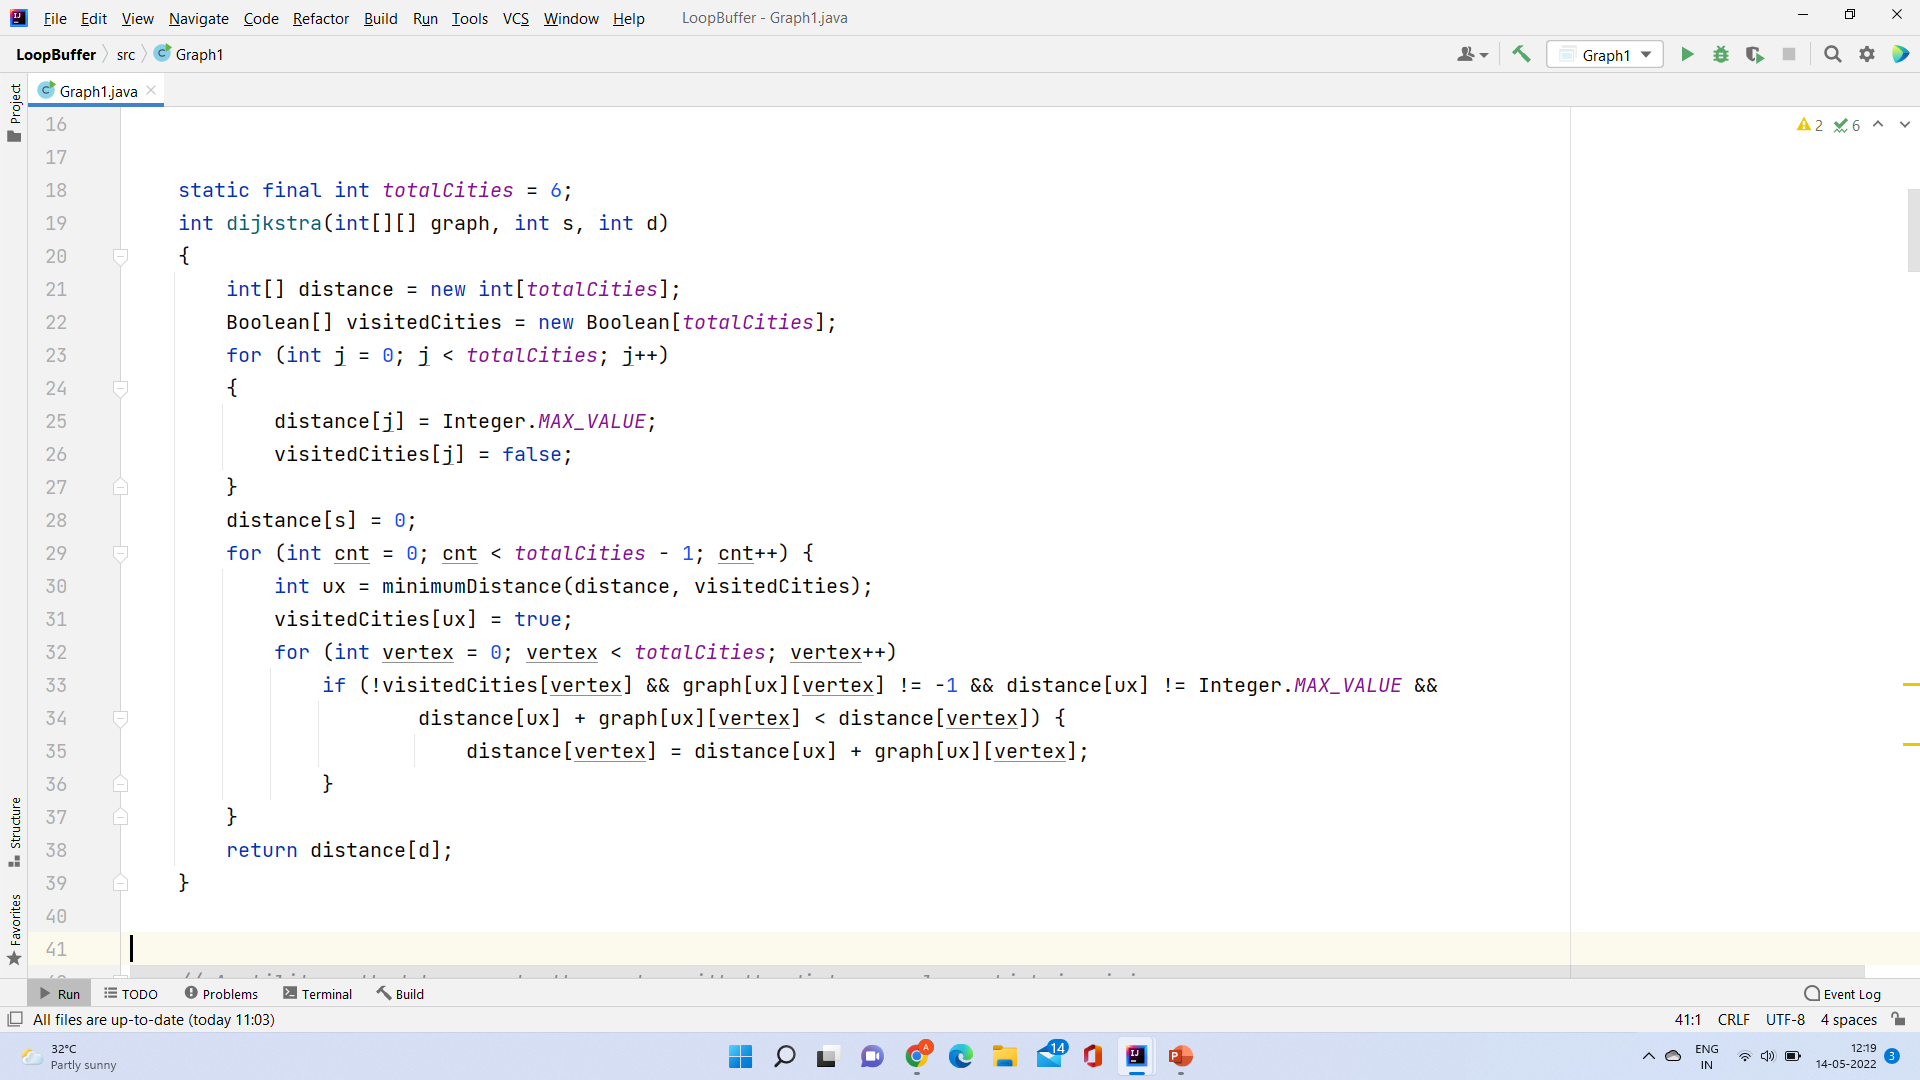 File Edit View Navigate Code Refactor Build Run Tools VCS Window Help LoopBuffer - Graph1.java
LoopBuffer src Graph1 Graph1
Graph1.java
Project
2 6
16
17
18 static final int totalCities = 6;
19 int dijkstra(int[][] graph, int s, int d)
20 {
21 int[] distance = new int[totalCities];
22 Boolean[] visitedCities = new Boolean[totalCities];
23 for (int j = 0; j < totalCities; j++)
24 {
25 distance[j] = Integer.MAX_VALUE;
26 visitedCities[j] = false;
27 }
28 distance[s] = 0;
29 for (int cnt = 0; cnt < totalCities - 1; cnt++) {
30 int ux = minimumDistance(distance, visitedCities);
31 visitedCities[ux] = true;
32 for (int vertex = 0; vertex < totalCities; vertex++)
33 if (!visitedCities[vertex] && graph[ux][vertex] != -1 && distance[ux] != Integer.MAX_VALUE &&
34 distance[ux] + graph[ux][vertex] < distance[vertex]) {
35 distance[vertex] = distance[ux] + graph[ux][vertex];
36 }
37 }
38 return distance[d];
39 }
40
41
Structure
Favorites
Run TODO Problems Terminal Build Event Log
All files are up-to-date (today 11:03) 41:1 CRLF UTF-8 4 spaces
32°C
Partly sunny
A
14
ENG
IN
12:19
14-05-2022
3